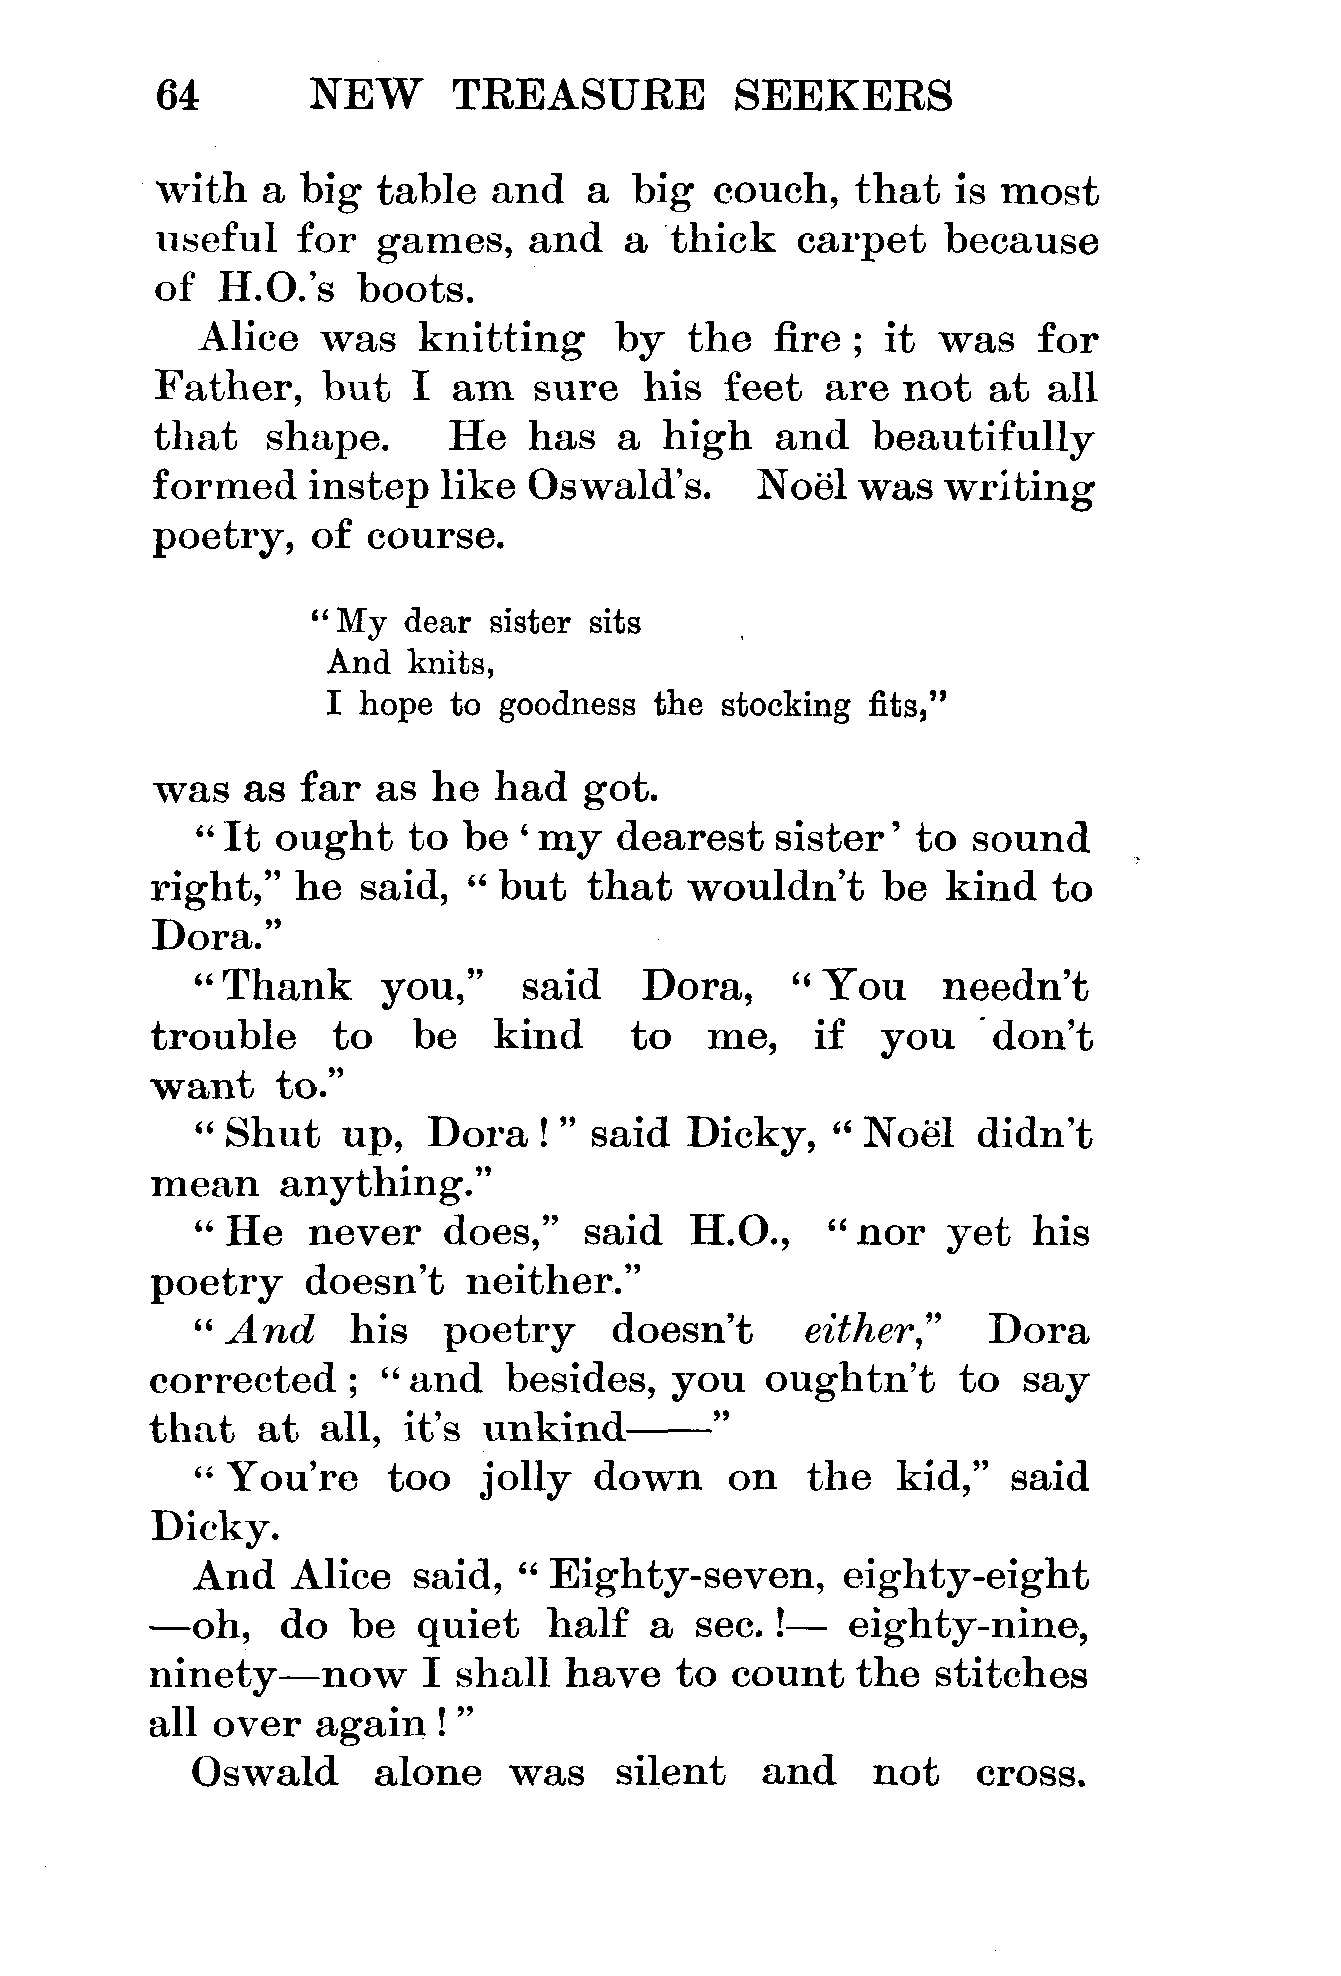 64 NEW TREASURE SEEKERS
with a big table and a big couch, that is most
useful for games, and a thick carpet because
of H.O.'s boots.
Alice was knitting by the fire; it was for
Father, but I am sure his feet are not at all
that shape. He has a high and beautifully
formed instep like Oswald's. Noël was writing
poetry, of course.
"My dear sister sits
And knits,
I hope to goodness the stocking fits,"
was as far as he had got.
"It ought to be 'my dearest sister' to sound
right," he said, "but that wouldn't be kind to
Dora."
"Thank you," said Dora, "You needn't
trouble to be kind to me, if you don't
want to."
"Shut up, Dora!" said Dicky, "Noël didn't
mean anything."
"He never does," said H.O., "nor yet his
poetry doesn't neither."
"And his poetry doesn't either," Dora
corrected; "and besides, you oughtn't to say
that at all, it's unkind——"
"You're too jolly down on the kid," said
Dicky.
And Alice said, "Eighty-seven, eighty-eight
—oh, do be quiet half a sec.!— eighty-nine,
ninety—now I shall have to count the stitches
all over again!"
Oswald alone was silent and not cross.